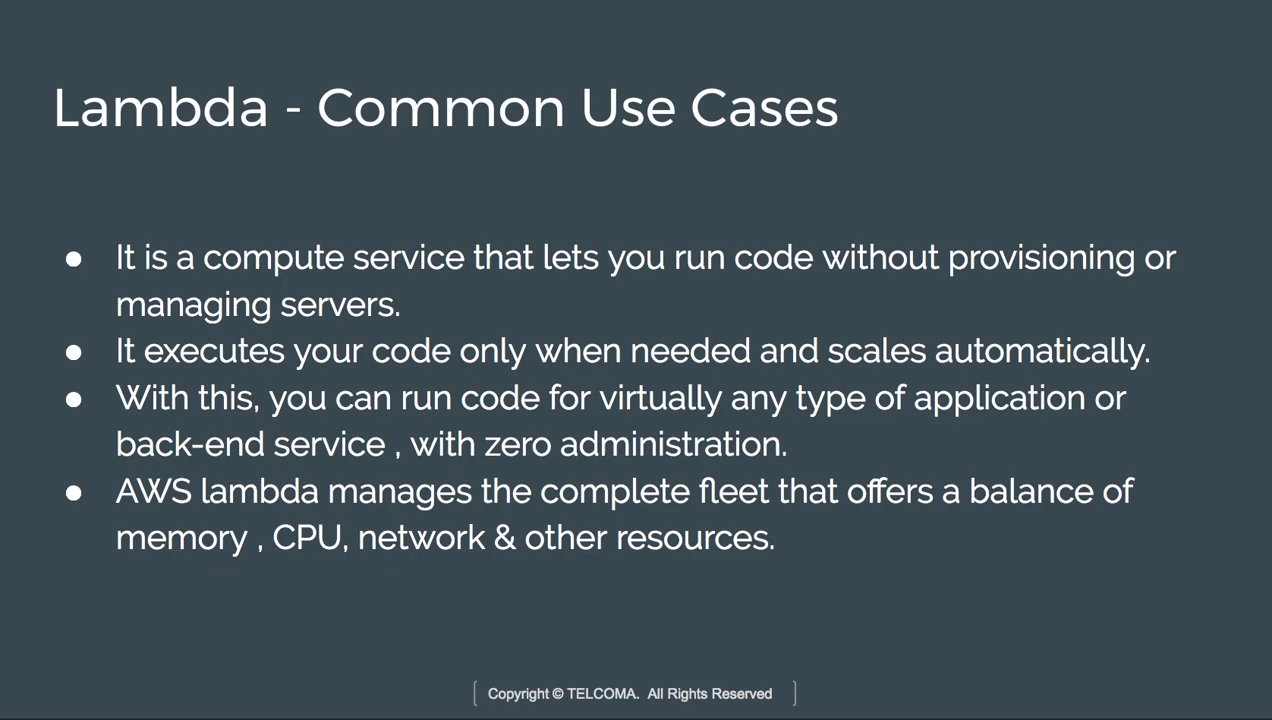 Lambda - Common Use Cases
● It is a compute service that lets you run code without provisioning or
managing servers.
● It executes your code only when needed and scales automatically.
● With this, you can run code for virtually any type of application or
back-end service , with zero administration.
● AWS lambda manages the complete fleet that offers a balance of
memory , CPU, network & other resources.
Copyright © TELCOMA. All Rights Reserved